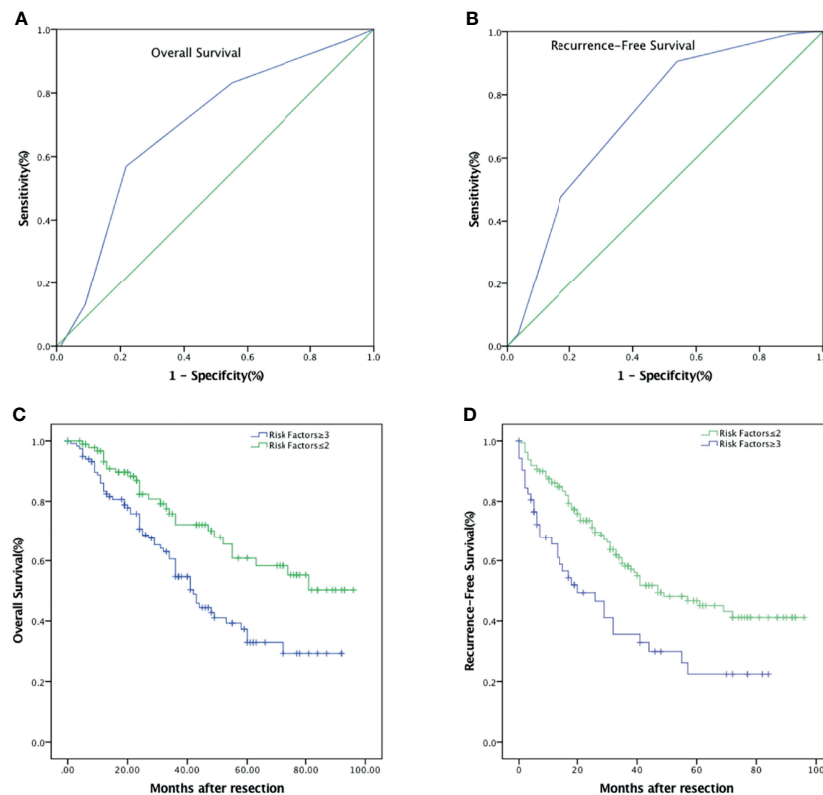 A
Overall Survival
Sensitivity(%)
1.0
0.8
0.6
0.4
0.2
0.0
0.0 0.2 0.4 0.6 0.8 1.0
1 - Specifcity(%)
B
Recurrence-Free Survival
Sensitivity(%)
1.0
0.8
0.6
0.4
0.2
0.0
0.0 0.2 0.4 0.6 0.8 1.0
1 - Specifcity(%)
C
Risk Factors≥3
Risk Factors≤2
Overall Survival(%)
1.0
0.8
0.6
0.4
0.2
0.0
.00 20.00 40.00 60.00 80.00 100.00
Months after resection
D
Risk Factors≤2
Risk Factors≥3
Recurrence-Free Survival(%)
1.0
0.8
0.6
0.4
0.2
0.0
0 20 40 60 80 100
Months after resection